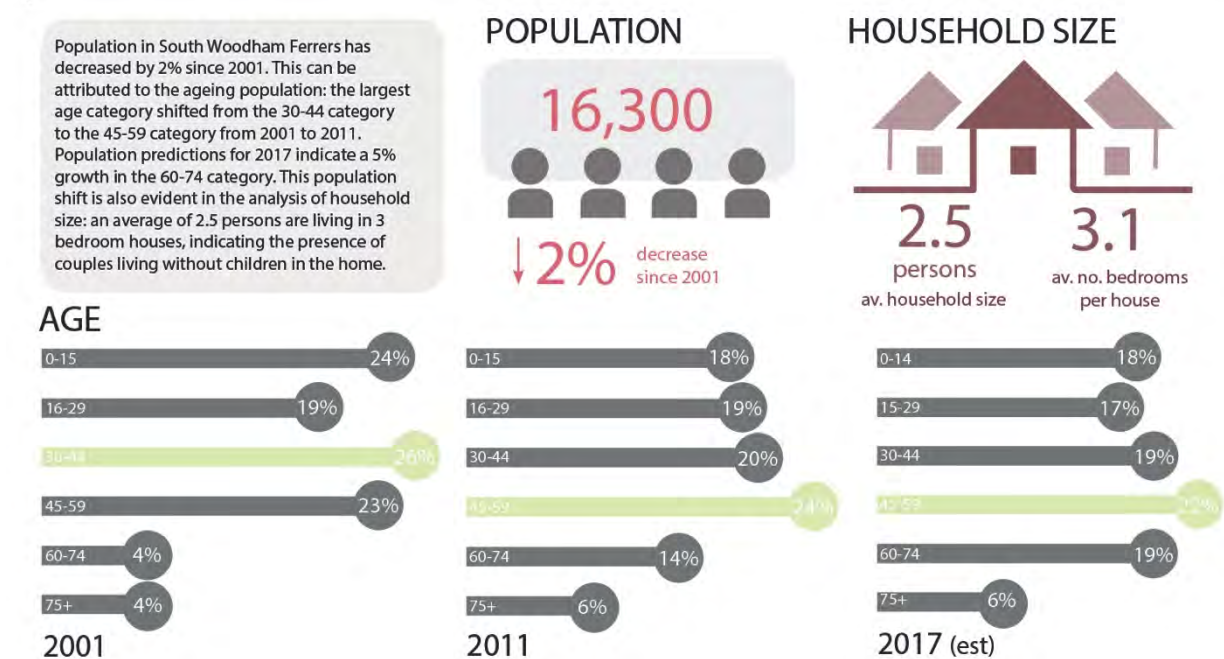 Population in South Woodham Ferrers has
decreased by 2% since 2001. This can be
attributed to the ageing population: the largest
age category shifted from the 30-44 category
to the 45-59 category from 2001 to 2011.
Population predictions for 2017 indicate a 5%
growth in the 60-74 category. This population
shift is also evident in the analysis of household
size: an average of 2.5 persons are living in 3
bedroom houses, indicating the presence of
couples living without children in the home.
POPULATION
16,300
2%
decrease
since 2001
HOUSEHOLD SIZE
2.5
persons
av. household size
3.1
av. no. bedrooms
per house
AGE
0-15 24%
16-29 19%
30-44 26%
45-59 23%
60-74 4%
75+ 4%
2001
0-15 18%
16-29 19%
30-44 20%
45-59 24%
60-74 14%
75+ 6%
2011
0-14 18%
15-29 17%
30-44 19%
45-59 22%
60-74 19%
75+ 6%
2017 (est)